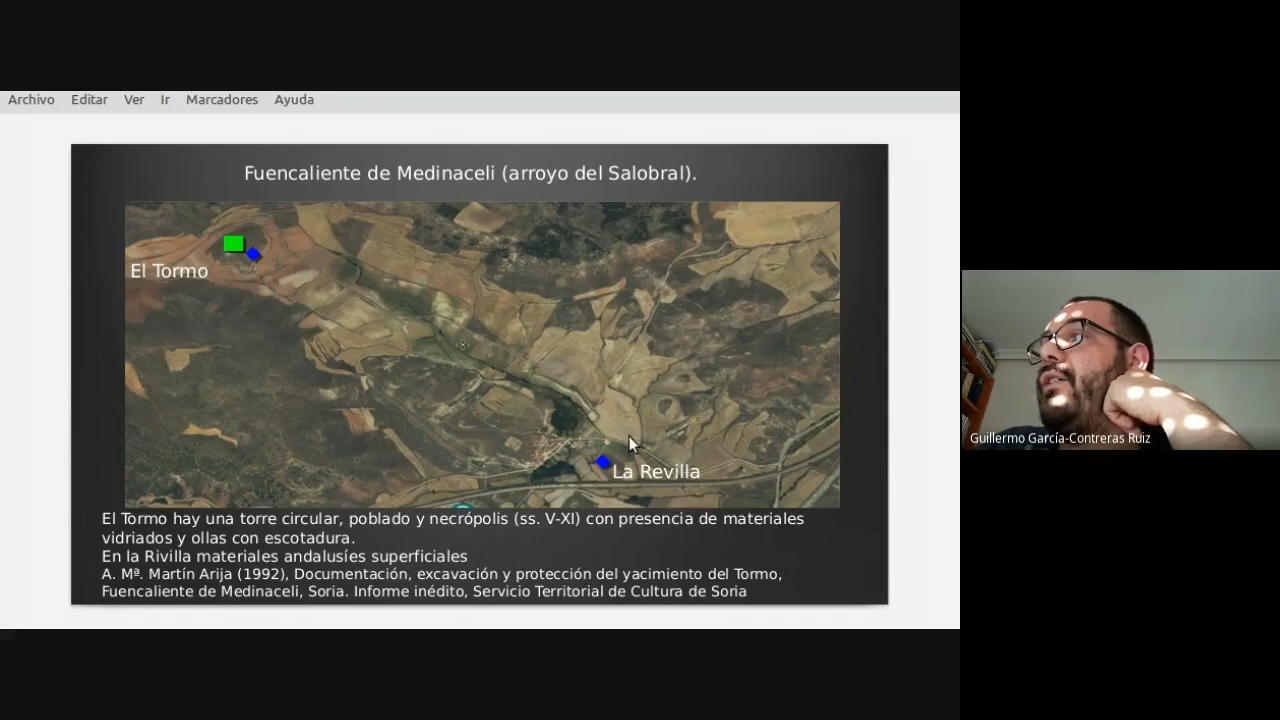 Archivo Editar Ver Ir Marcadores Ayuda
Fuencaliente de Medinaceli (arroyo del Salobral).
El Tormo
La Revilla
El Tormo hay una torre circular, poblado y necrópolis (ss. V-XI) con presencia de materiales
vidriados y ollas con escotadura.
En la Rivilla materiales andalusíes superficiales
A. Mª. Martín Arija (1992), Documentación, excavación y protección del yacimiento del Tormo,
Fuencaliente de Medinaceli, Soria. Informe inédito, Servicio Territorial de Cultura de Soria
Guillermo García-Contreras Ruiz